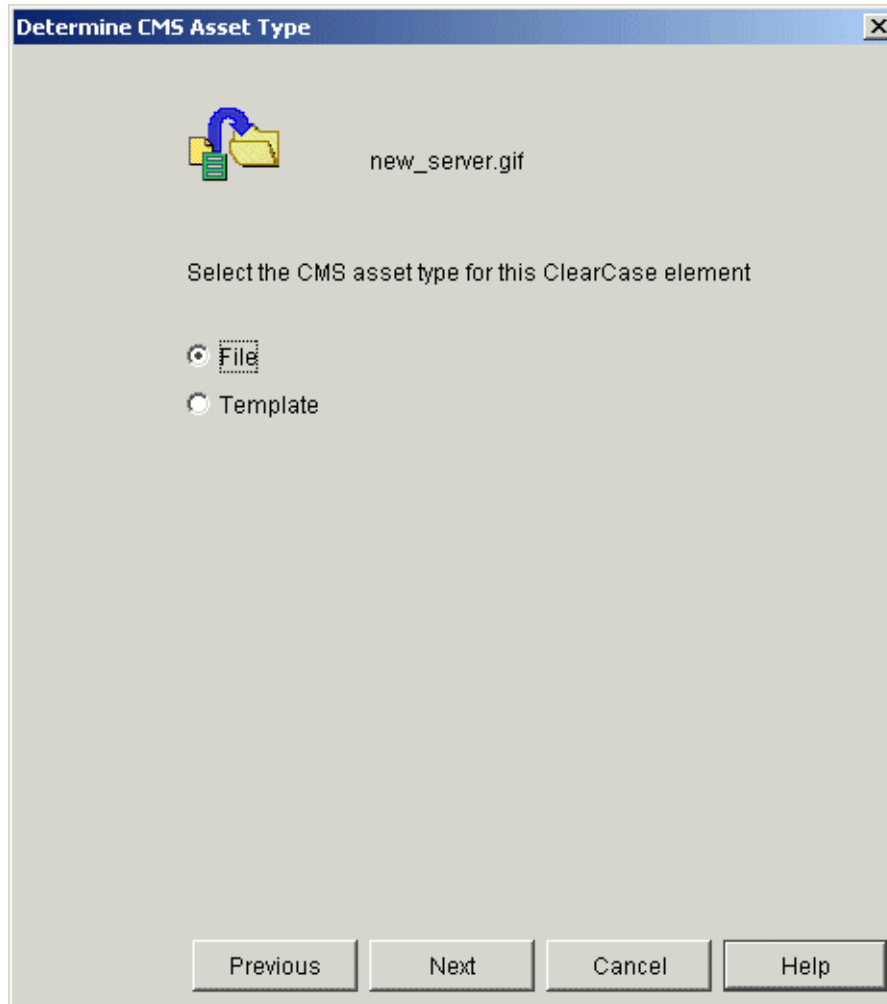 Determine CMS Asset Type
new_server.gif
Select the CMS asset type for this ClearCase element
File
Template
Previous Next Cancel Help